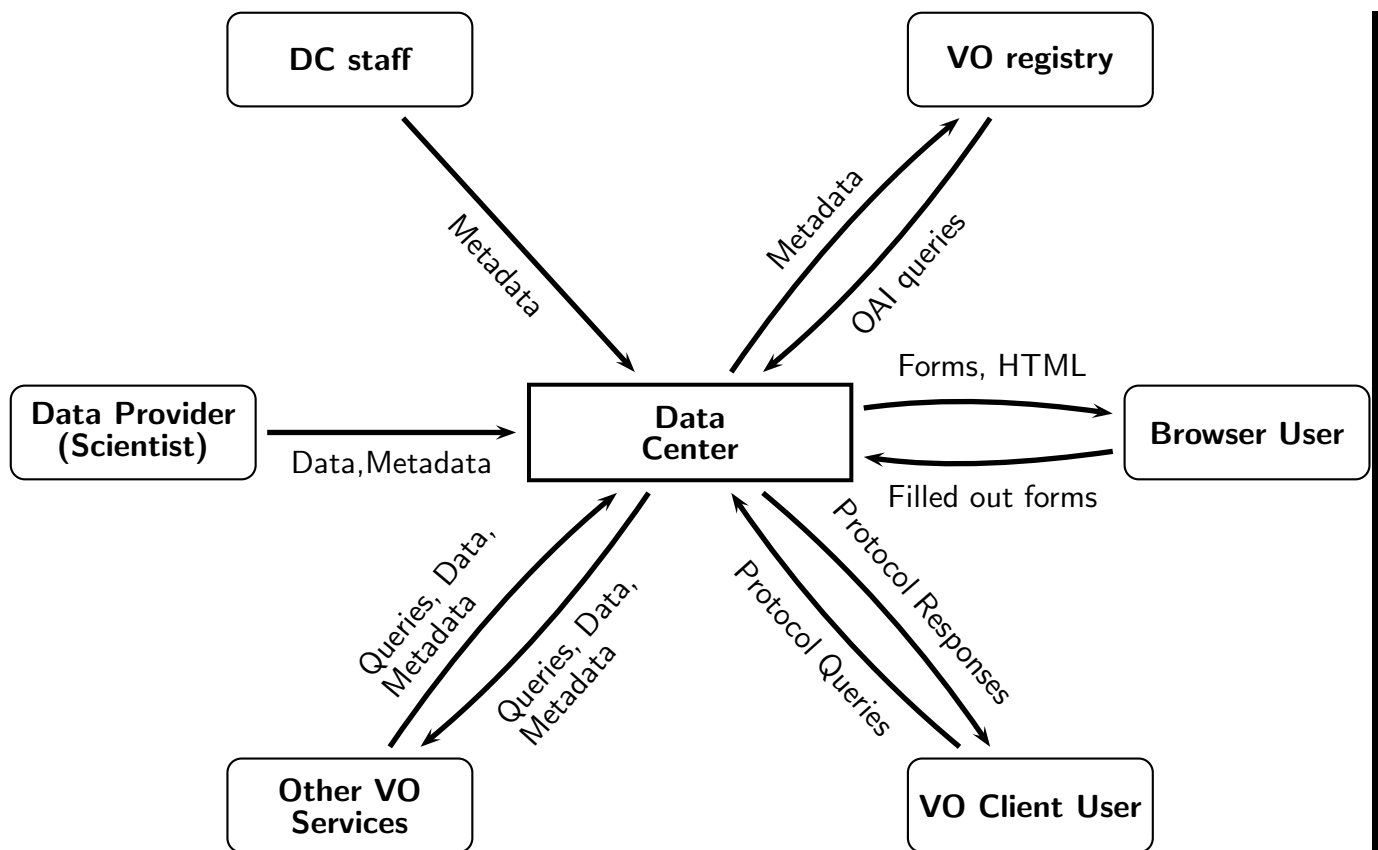 DC staff
VO registry
Metadata
Metadata
OAI queries
Forms, HTML
Data Provider
(Scientist)
Data,Metadata
Data
Center
Browser User
Filled out forms
Queries, Data,
Metadata
Queries, Data,
Metadata
Protocol Queries
Protocol Responses
Other VO
Services
VO Client User